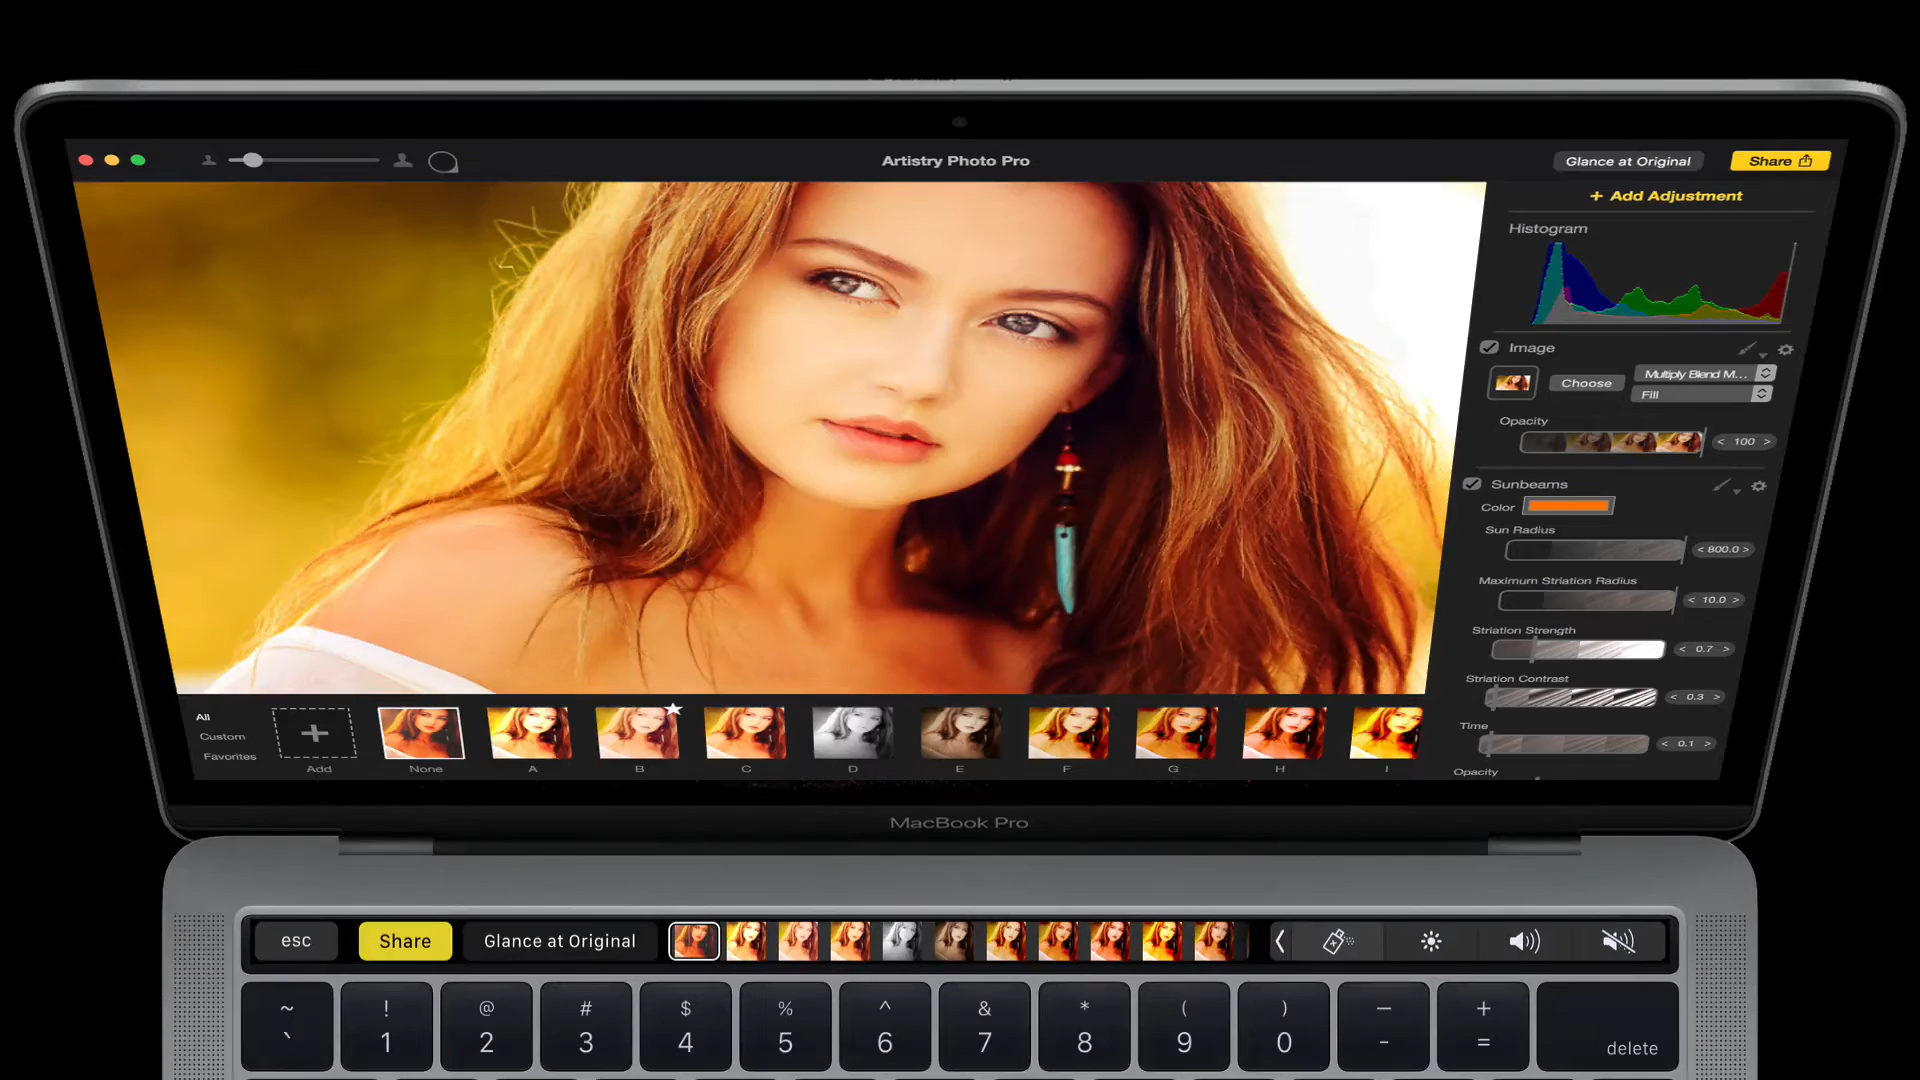 Artistry Photo Pro
Glance at Original
Share
+ Add Adjustment
Histogram
Image
Choose
Multiply Blend M...
Fill
Opacity
< 100 >
Sunbeams
Color
Sun Radius
< 800.0 >
Maximum Striation Radius
< 10.0 >
Striation Strength
< 0.7 >
Striation Contrast
< 0.3 >
Time
< 0.1 >
Opacity
All
Custom
Favorites
Add
None
A
B
C
D
E
F
G
H
I
MacBook Pro
esc
Share
Glance at Original
~ ! @ # $ % ^ & * ( ) — +
` 1 2 3 4 5 6 7 8 9 0 - =
delete